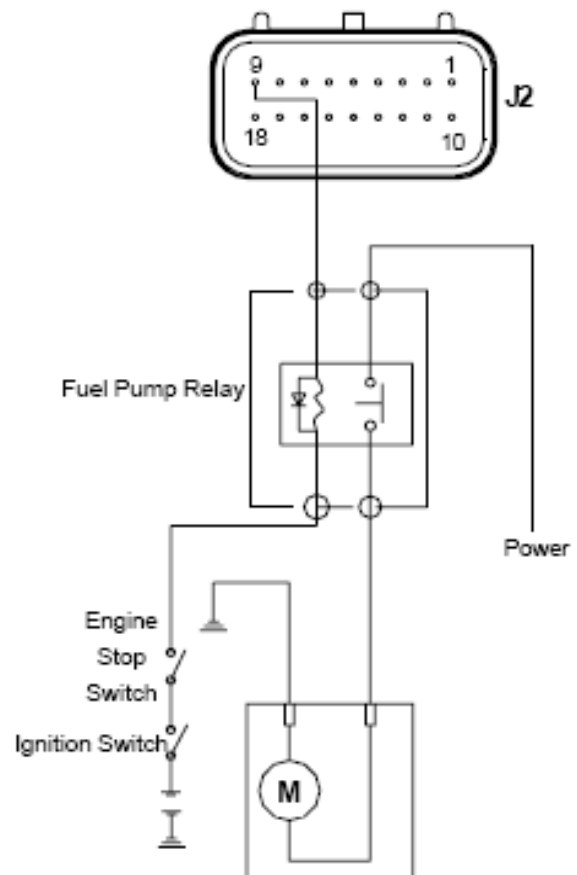 9 1
J2
18 10
Fuel Pump Relay
Power
Engine
Stop
Switch
Ignition Switch
M